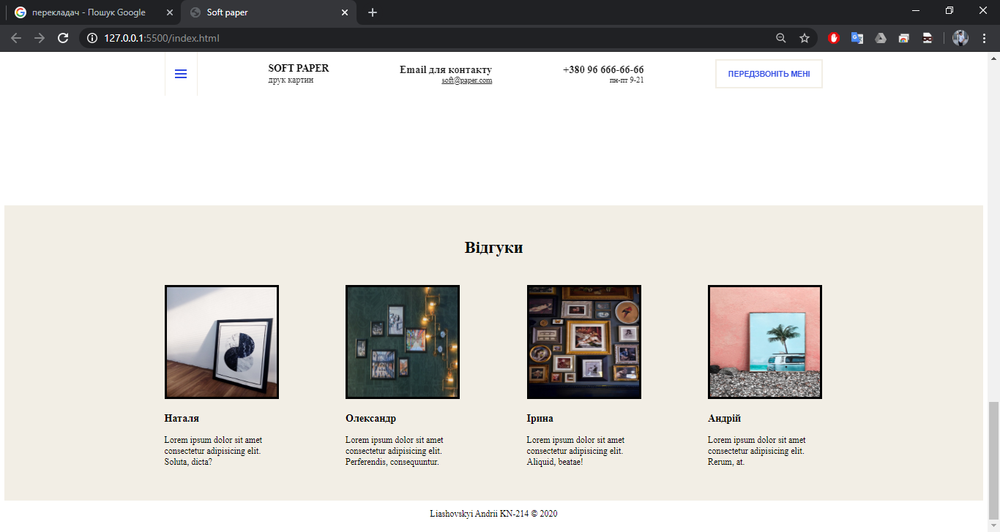 перекладач - Пошук Google
Soft paper
127.0.0.1:5500/index.html
SOFT PAPER
друк картин
Email для контакту
soft@paper.com
+380 96 666-66-66
пн-пт 9-21
ПЕРЕДЗВОНІТЬ МЕНІ
Відгуки
Наталя
Lorem ipsum dolor sit amet
consectetur adipisicing elit.
Soluta, dicta?
Олександр
Lorem ipsum dolor sit amet
consectetur adipisicing elit.
Perferendis, consequuntur.
Ірина
Lorem ipsum dolor sit amet
consectetur adipisicing elit.
Aliquid, beatae!
Андрій
Lorem ipsum dolor sit amet
consectetur adipisicing elit.
Rerum, at.
Liashovskyi Andrii KN-214 © 2020